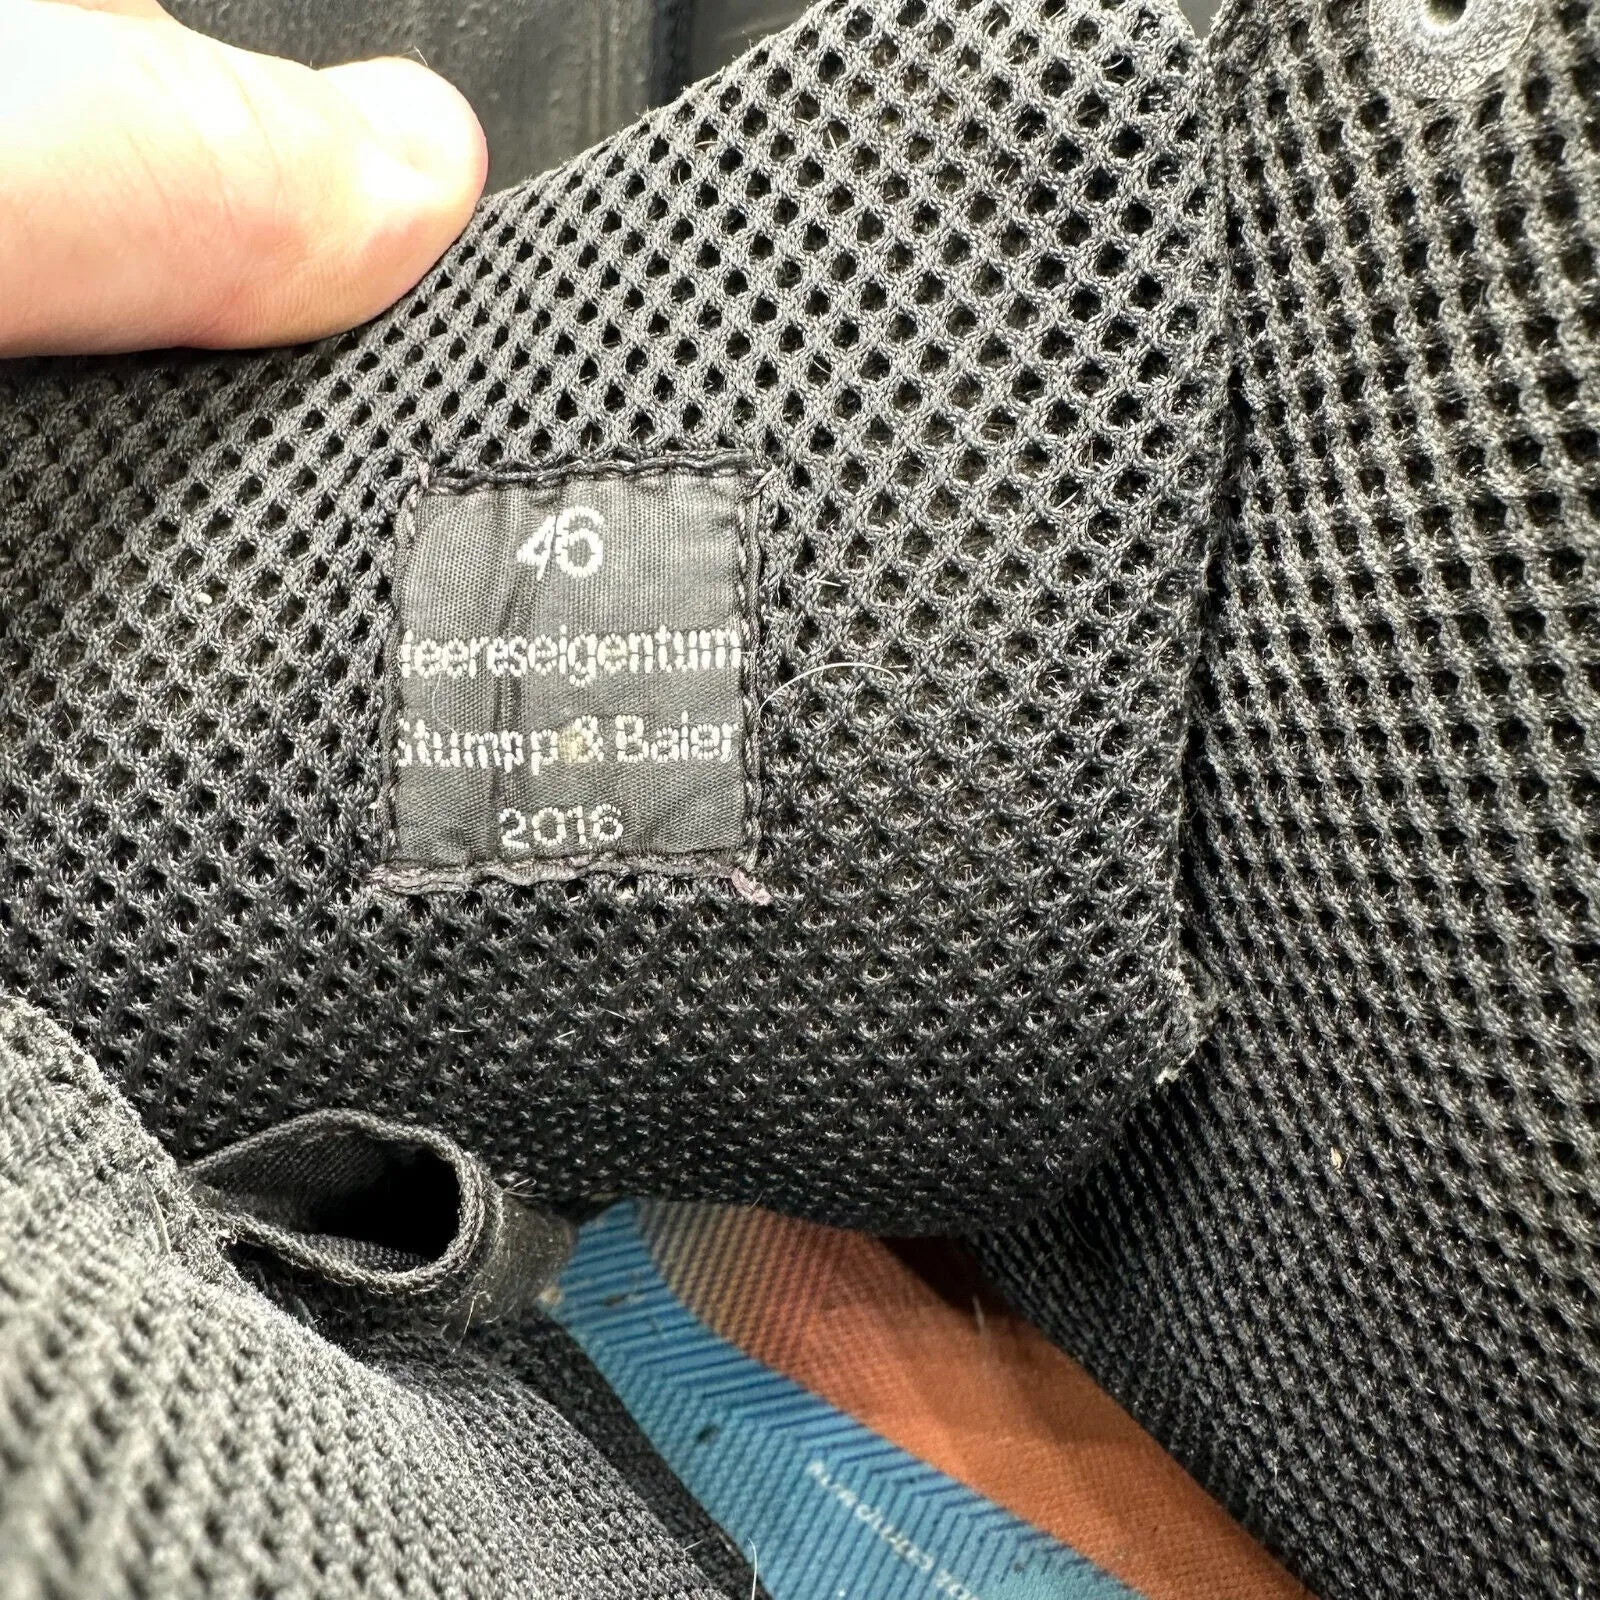 46
Heereseigentum
Stumpp & Baier
2016